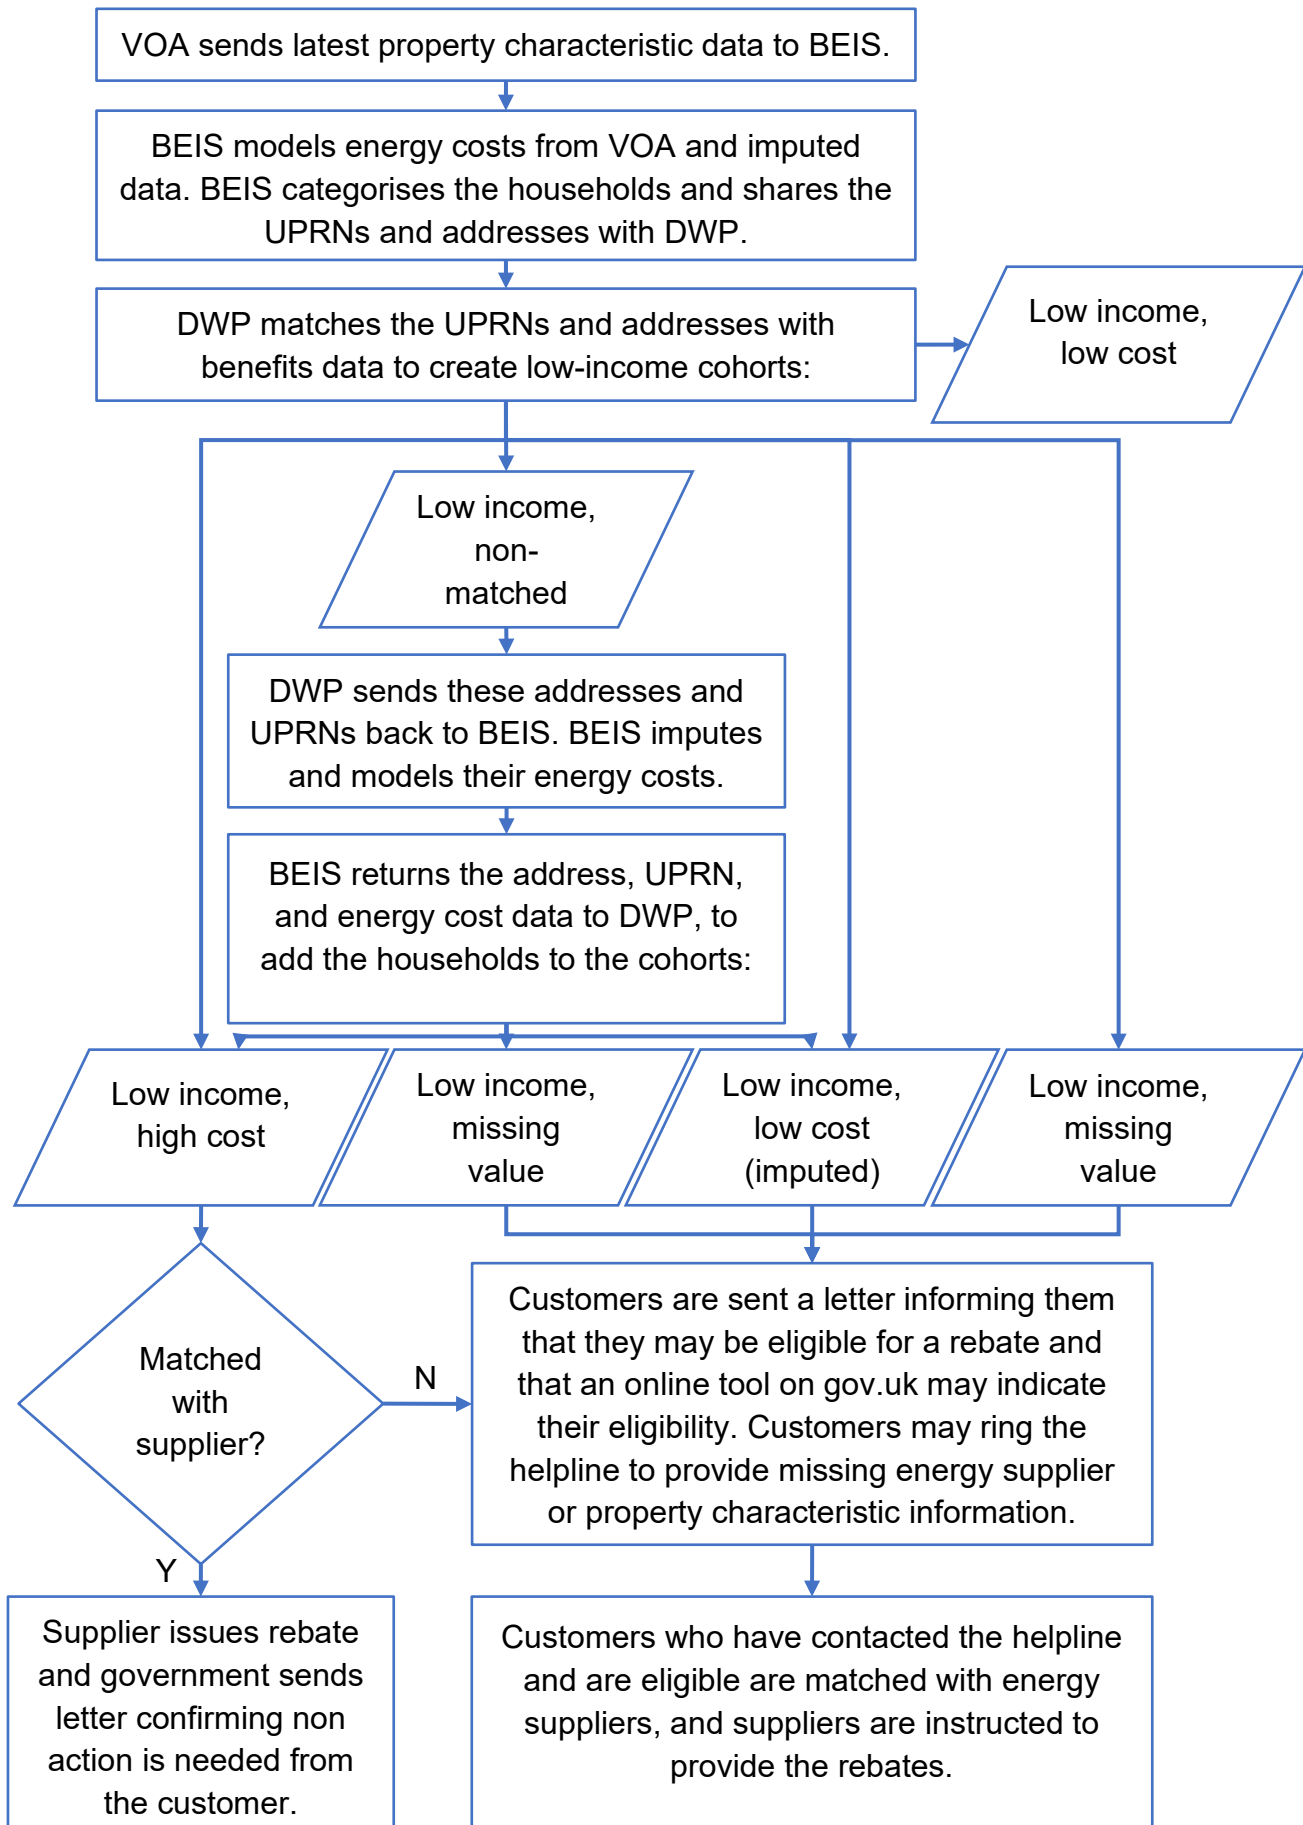 VOA sends latest property characteristic data to BEIS.
BEIS models energy costs from VOA and imputed
data. BEIS categorises the households and shares the
UPRNs and addresses with DWP.
DWP matches the UPRNs and addresses with
benefits data to create low-income cohorts:
Low income,
low cost
Low income,
non-
matched
DWP sends these addresses and
UPRNs back to BEIS. BEIS imputes
and models their energy costs.
BEIS returns the address, UPRN,
and energy cost data to DWP, to
add the households to the cohorts:
Low income,
high cost
Low income,
missing
value
Low income,
low cost
(imputed)
Low income,
missing
value
Matched
with
supplier?
N
Y
Customers are sent a letter informing them
that they may be eligible for a rebate and
that an online tool on gov.uk may indicate
their eligibility. Customers may ring the
helpline to provide missing energy supplier
or property characteristic information.
Supplier issues rebate
and government sends
letter confirming non
action is needed from
the customer.
Customers who have contacted the helpline
and are eligible are matched with energy
suppliers, and suppliers are instructed to
provide the rebates.